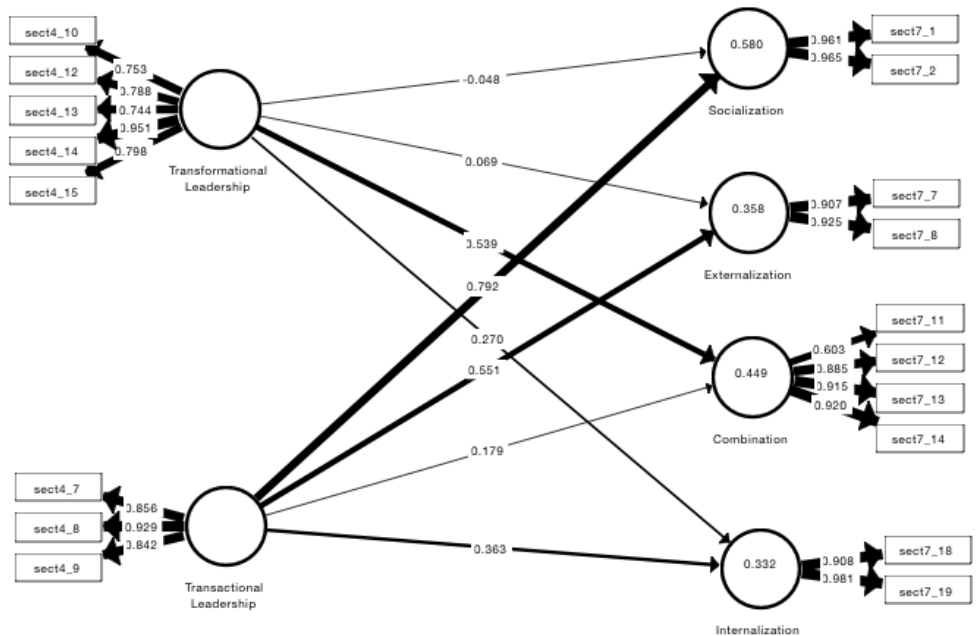 sect4_10
sect4_12
sect4_13
sect4_14
sect4_15
0.753
0.788
0.744
0.951
0.798
Transformational
Leadership
sect4_7
sect4_8
sect4_9
0.856
0.929
0.842
Transactional
Leadership
-0.048
0.069
0.539
0.792
0.270
0.551
0.179
0.363
0.580
Socialization
0.961
0.965
sect7_1
sect7_2
0.358
Externalization
0.907
0.925
sect7_7
sect7_8
0.449
Combination
0.603
0.885
0.915
0.920
sect7_11
sect7_12
sect7_13
sect7_14
0.332
Internalization
0.908
0.981
sect7_18
sect7_19